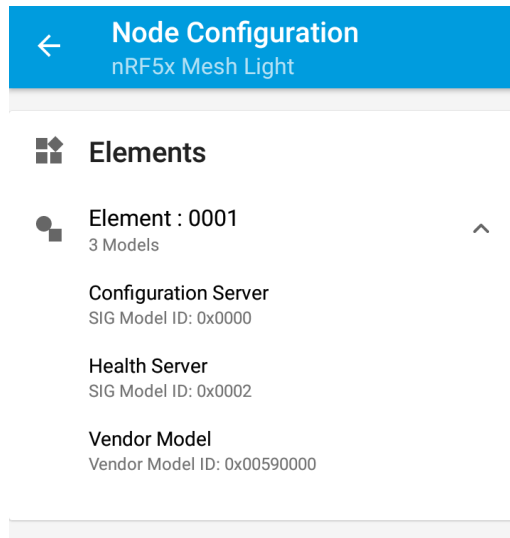 Node Configuration
nRF5x Mesh Light
Elements
Element : 0001
3 Models
Configuration Server
SIG Model ID: 0x0000
Health Server
SIG Model ID: 0x0002
Vendor Model
Vendor Model ID: 0x00590000